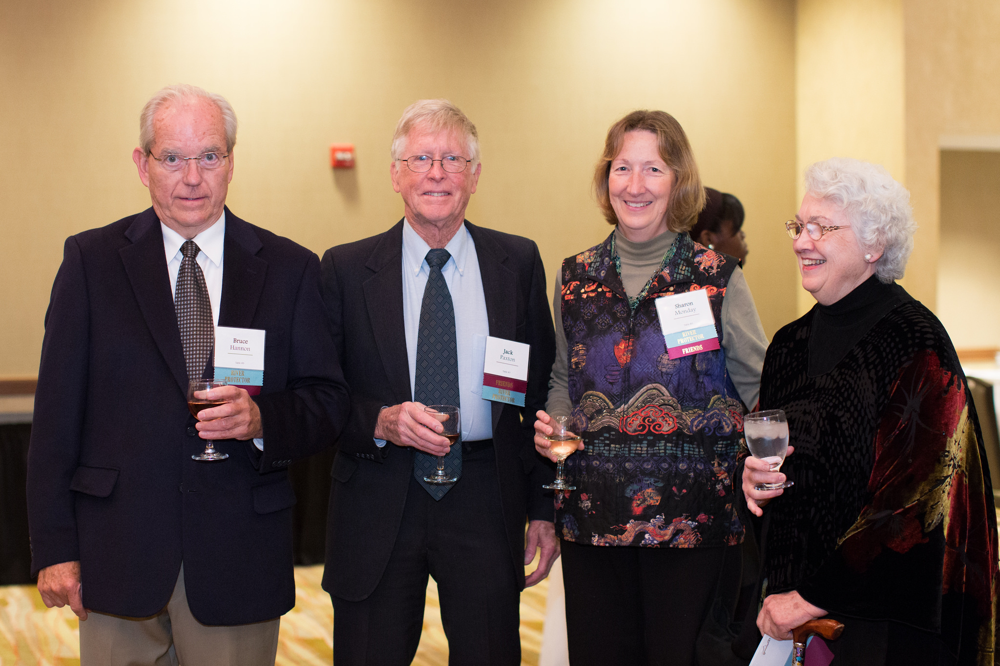 Bruce
Hannon
RIVER
PROTECTOR
Jack
Paxton
FRIENDS
RIVER
PROTECTOR
Sharon
Monday
RIVER
PROTECTOR
FRIENDS